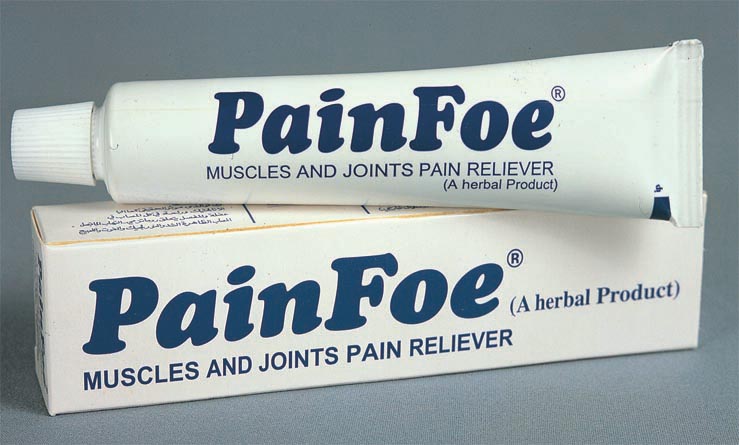 PainFoe®
MUSCLES AND JOINTS PAIN RELIEVER
(A herbal Product)
PainFoe®
(A herbal Product)
MUSCLES AND JOINTS PAIN RELIEVER